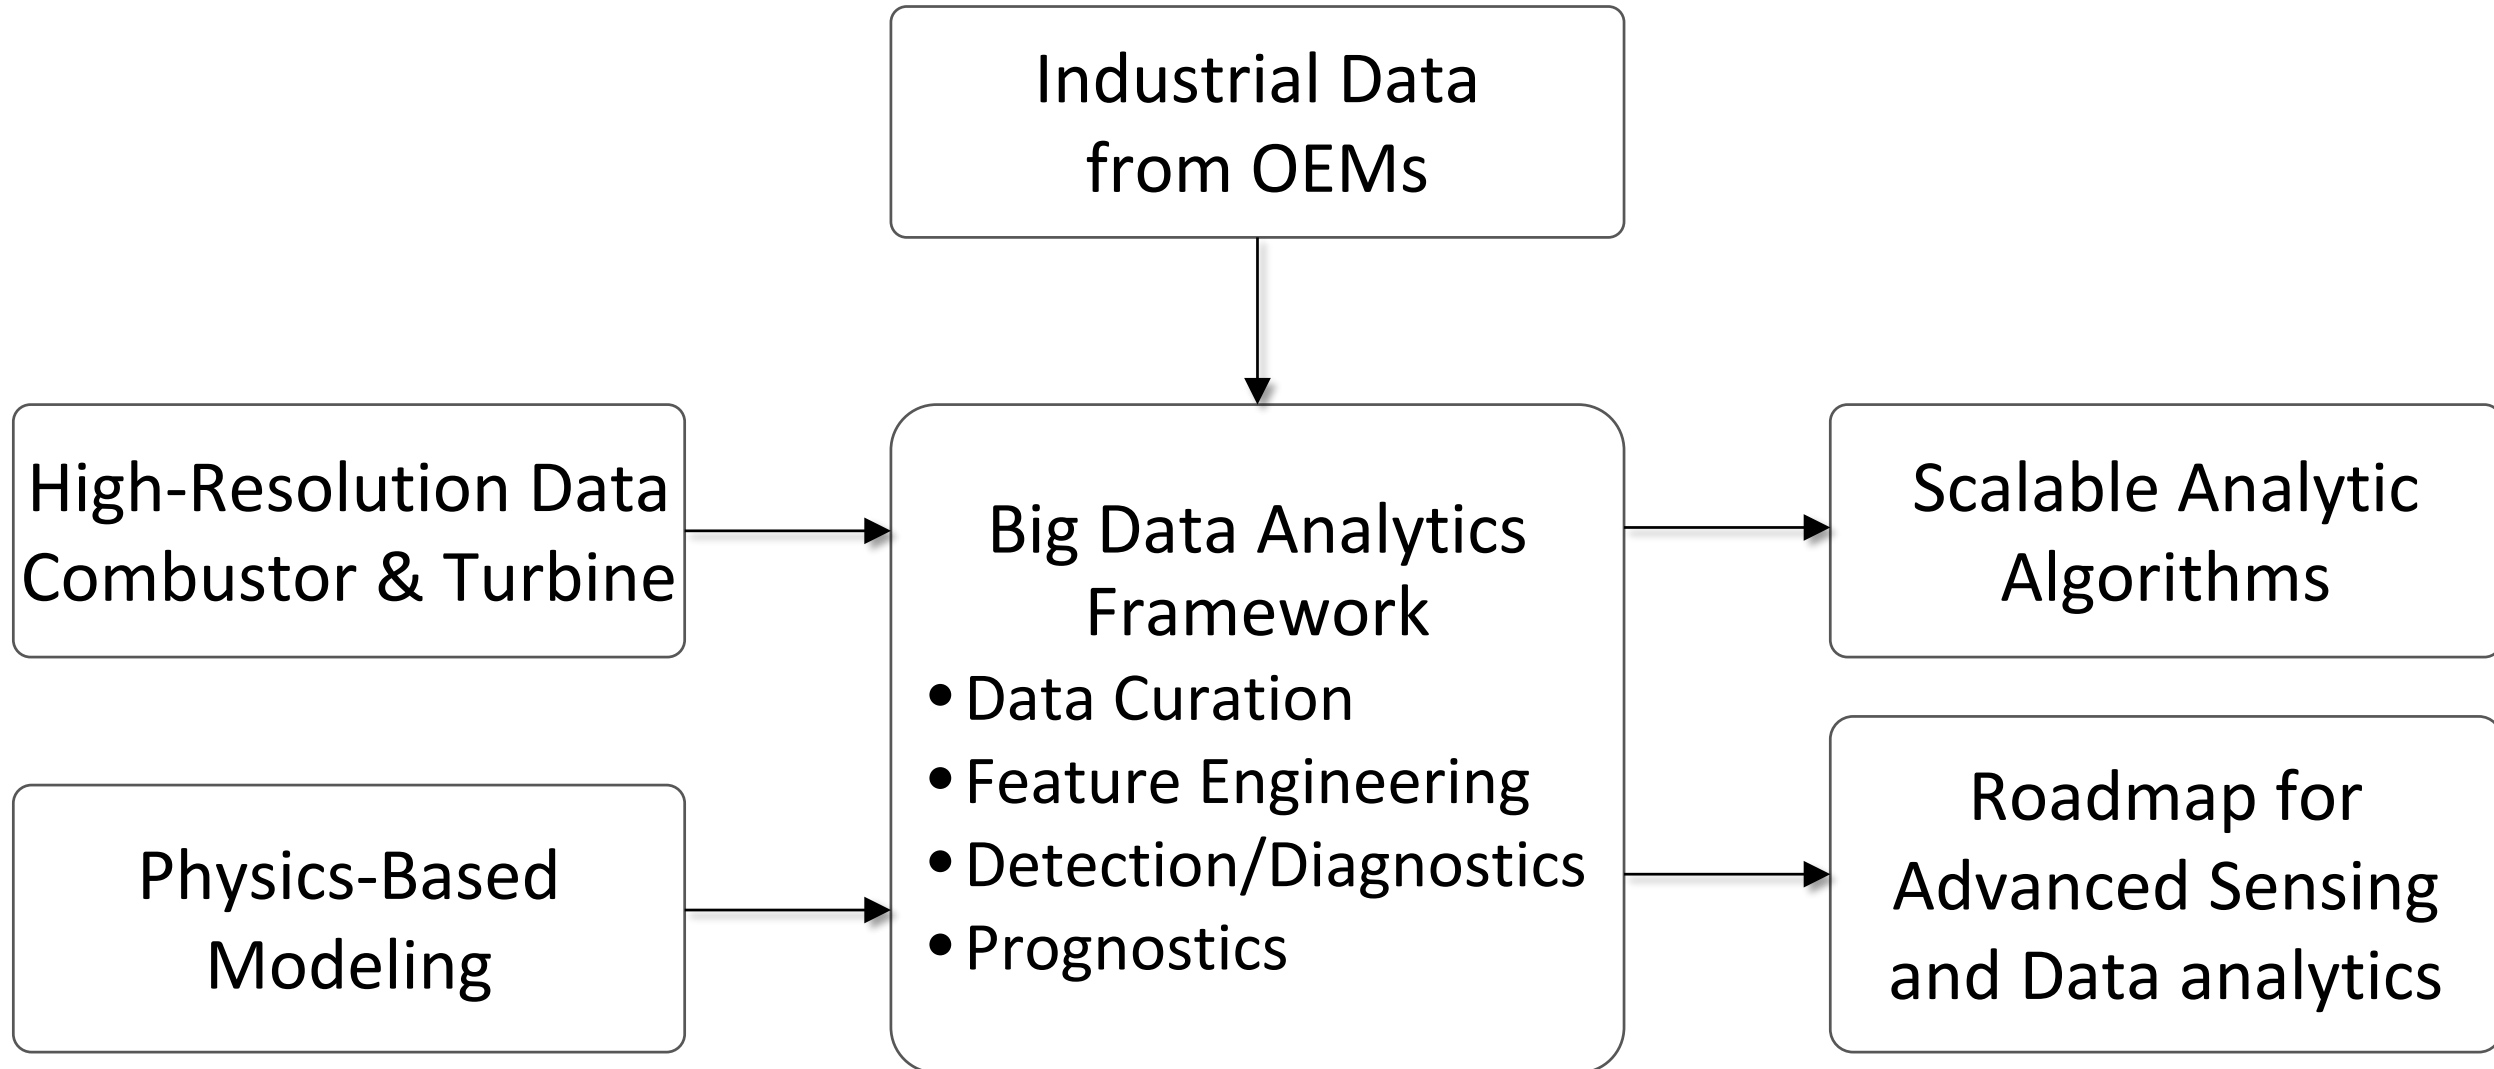 Industrial Data
from OEMs
High-Resolution Data
Combustor & Turbine
Physics-Based
Modeling
Big Data Analytics
Framework
• Data Curation
• Feature Engineering
• Detection/Diagnostics
• Prognostics
Scalable Analytic
Algorithms
Roadmap for
Advanced Sensing
and Data analytics